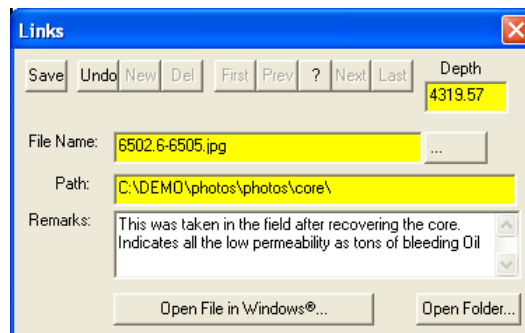 Links
Depth
Save Undo New Del First Prev ? Next Last
4319.57
File Name: 6502.6-6505.jpg ...
Path: C:\DEMO\photos\photos\core\
Remarks: This was taken in the field after recovering the core.
Indicates all the low permeability as tons of bleeding Oil
Open File in Windows®... Open Folder...